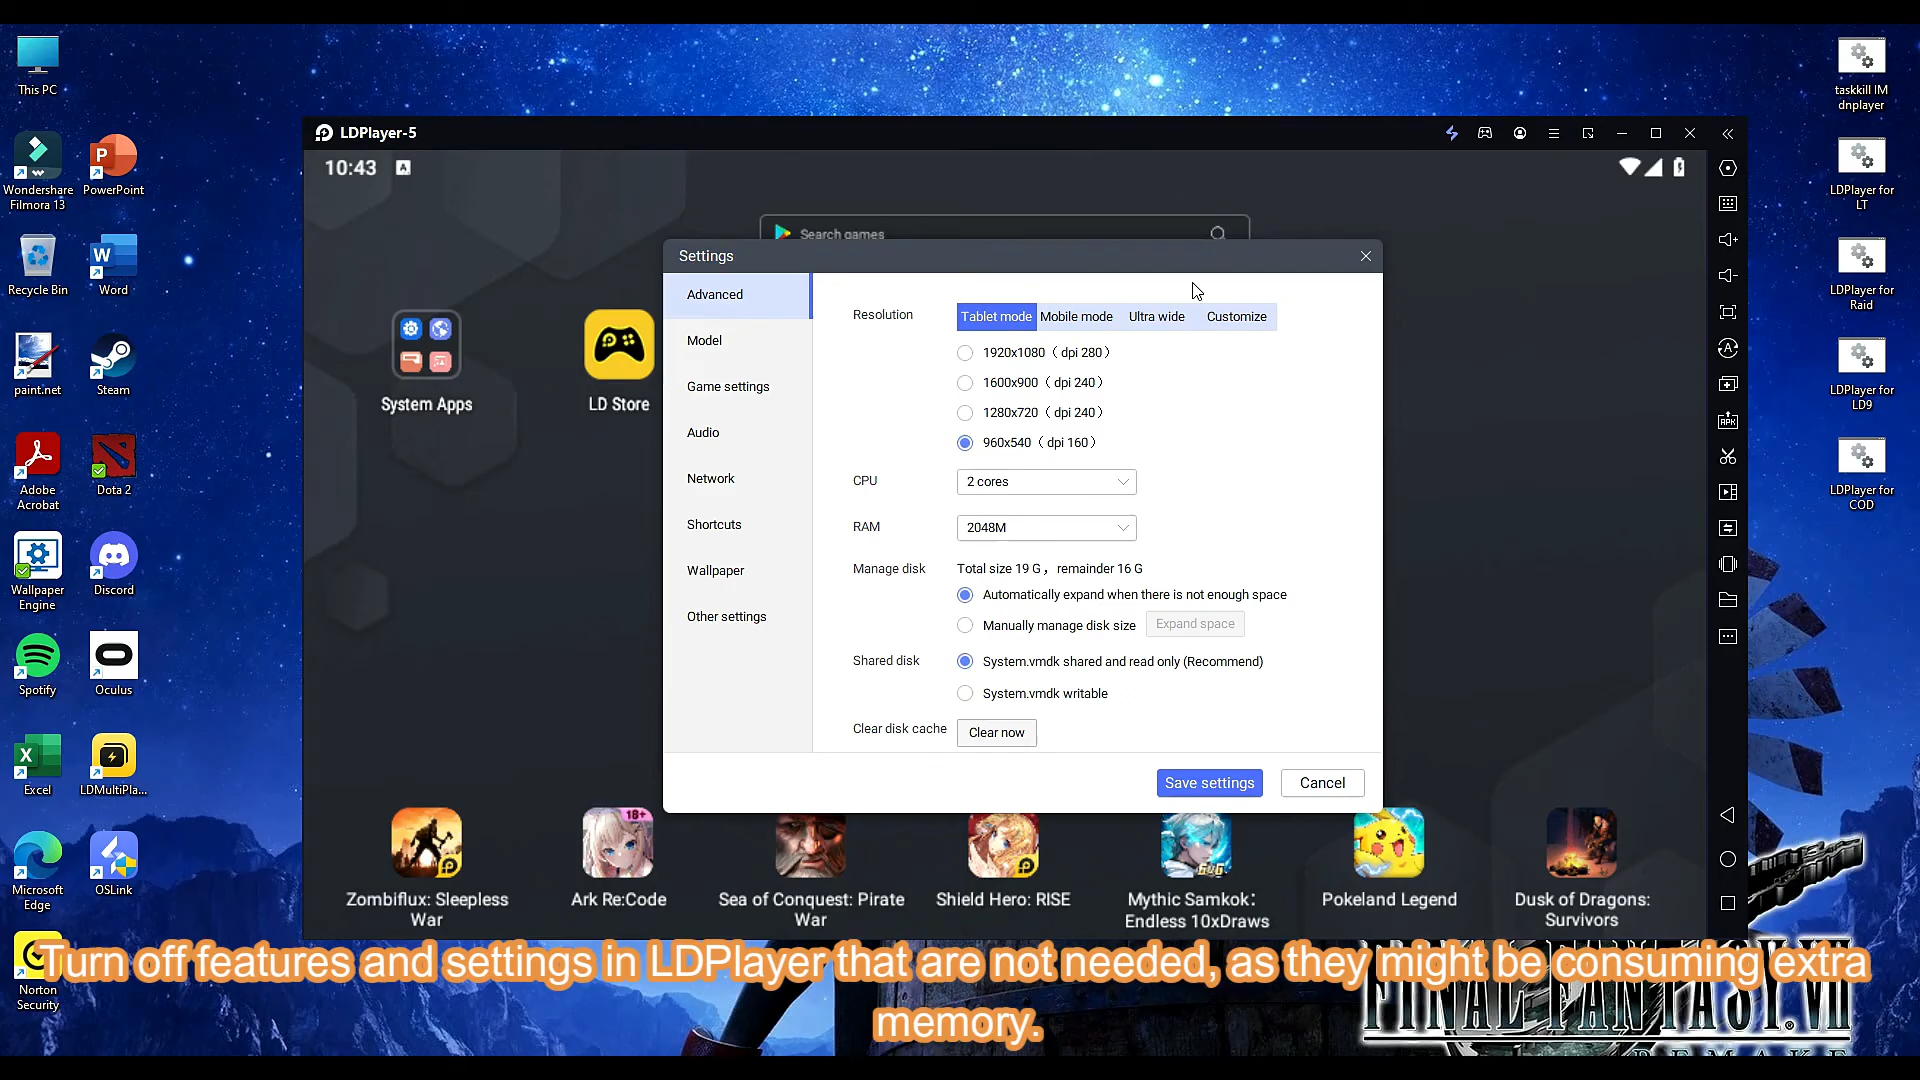 This PC
Wondershare
Filmora 13
PowerPoint
Recycle Bin
Word
paint.net
Steam
Adobe
Acrobat
Dota 2
Wallpaper
Engine
Discord
Spotify
Oculus
Excel
LDMultiPla...
Microsoft
Edge
OSLink
Norton
Security
LDPlayer-5
10:43
Search games
System Apps
LD Store
Settings
Advanced
Model
Game settings
Audio
Network
Shortcuts
Wallpaper
Other settings
Resolution
Tablet mode
Mobile mode
Ultra wide
Customize
1920x1080（dpi 280）
1600x900（dpi 240）
1280x720（dpi 240）
960x540（dpi 160）
CPU
2 cores
RAM
2048M
Manage disk
Total size 19 G，remainder 16 G
Automatically expand when there is not enough space
Manually manage disk size
Expand space
Shared disk
System.vmdk shared and read only (Recommend)
System.vmdk writable
Clear disk cache
Clear now
Save settings
Cancel
18+
Zombiflux: Sleepless
War
Ark Re:Code
Sea of Conquest: Pirate
War
Shield Hero: RISE
Mythic Samkok：
Endless 10xDraws
Pokeland Legend
Dusk of Dragons:
Survivors
APK
taskkill IM
dnplayer
LDPlayer for
LT
LDPlayer for
Raid
LDPlayer for
LD9
LDPlayer for
COD
Turn off features and settings in LDPlayer that are not needed, as they might be consuming extra
memory.
FINAL FANTASY VII
REMAKE